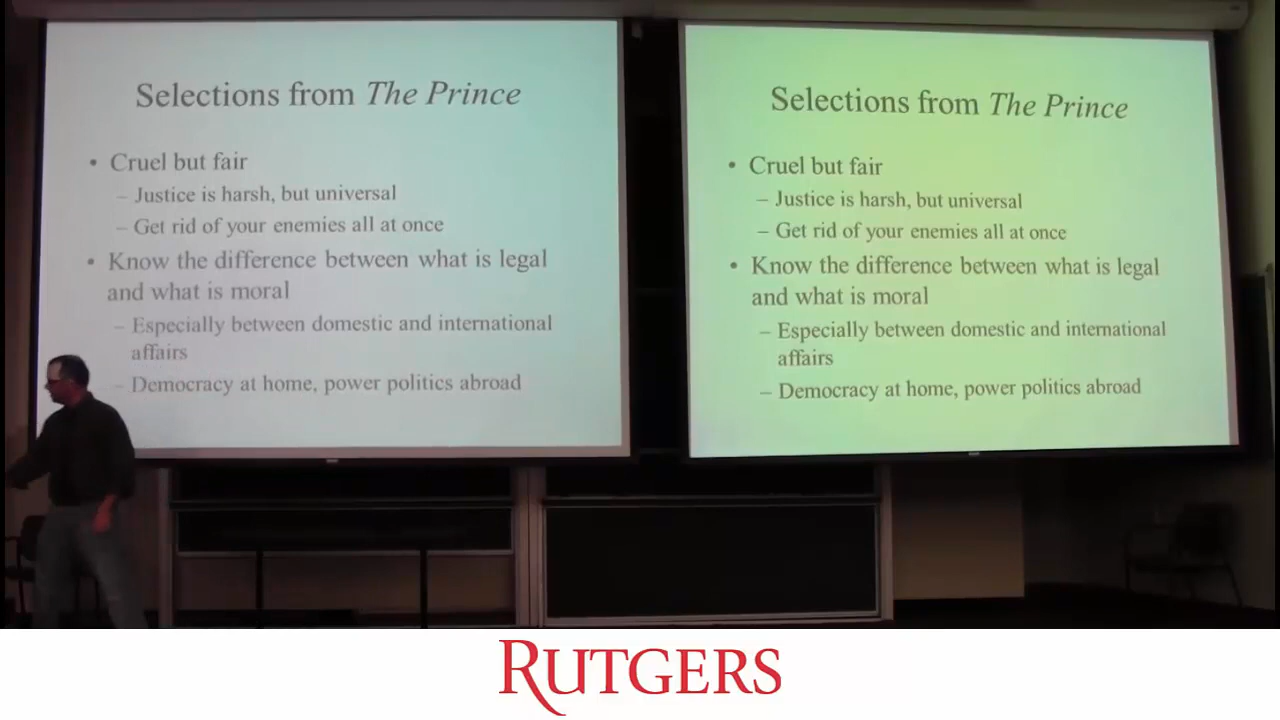 Selections from The Prince
• Cruel but fair
– Justice is harsh, but universal
– Get rid of your enemies all at once
• Know the difference between what is legal
and what is moral
– Especially between domestic and international
affairs
– Democracy at home, power politics abroad
Selections from The Prince
• Cruel but fair
– Justice is harsh, but universal
– Get rid of your enemies all at once
• Know the difference between what is legal
and what is moral
– Especially between domestic and international
affairs
– Democracy at home, power politics abroad
RUTGERS